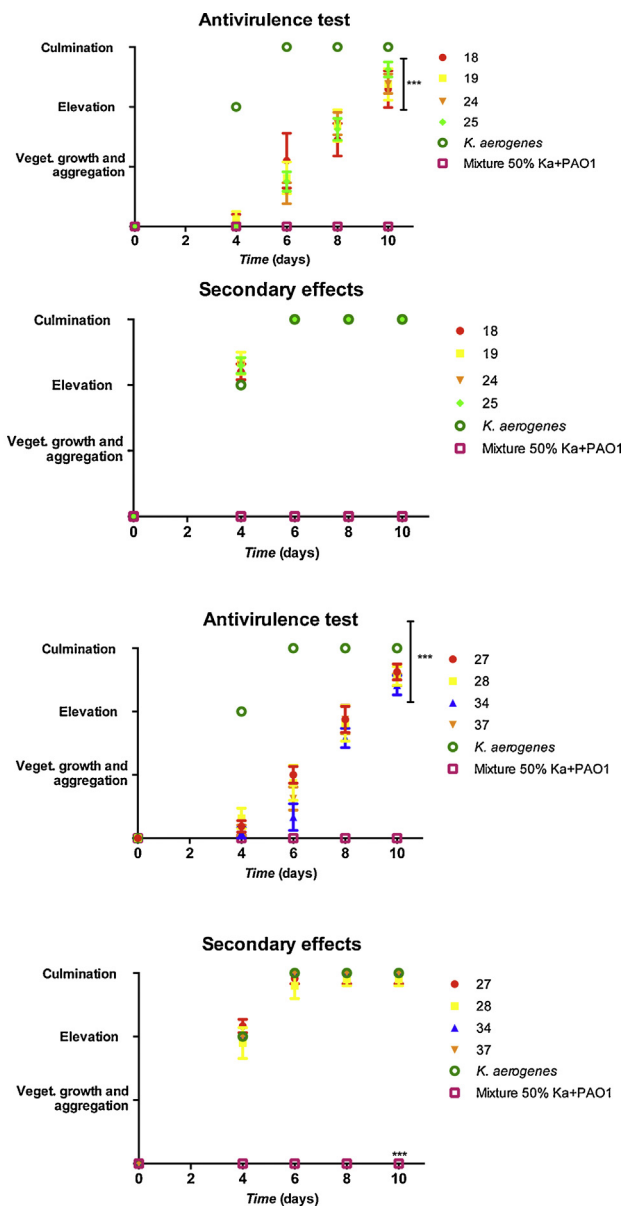 Antivirulence test
Culmination
Elevation
Veget. growth and
aggregation
***
18
19
24
25
K. aerogenes
Mixture 50% Ka+PAO1
0 2 4 6 8 10
Time (days)
Secondary effects
Culmination
Elevation
Veget. growth and
aggregation
18
19
24
25
K. aerogenes
Mixture 50% Ka+PAO1
0 2 4 6 8 10
Time (days)
Antivirulence test
Culmination
Elevation
Veget. growth and
aggregation
***
27
28
34
37
K. aerogenes
Mixture 50% Ka+PAO1
0 2 4 6 8 10
Time (days)
Secondary effects
Culmination
Elevation
Veget. growth and
aggregation
27
28
34
37
K. aerogenes
Mixture 50% Ka+PAO1
***
0 2 4 6 8 10
Time (days)